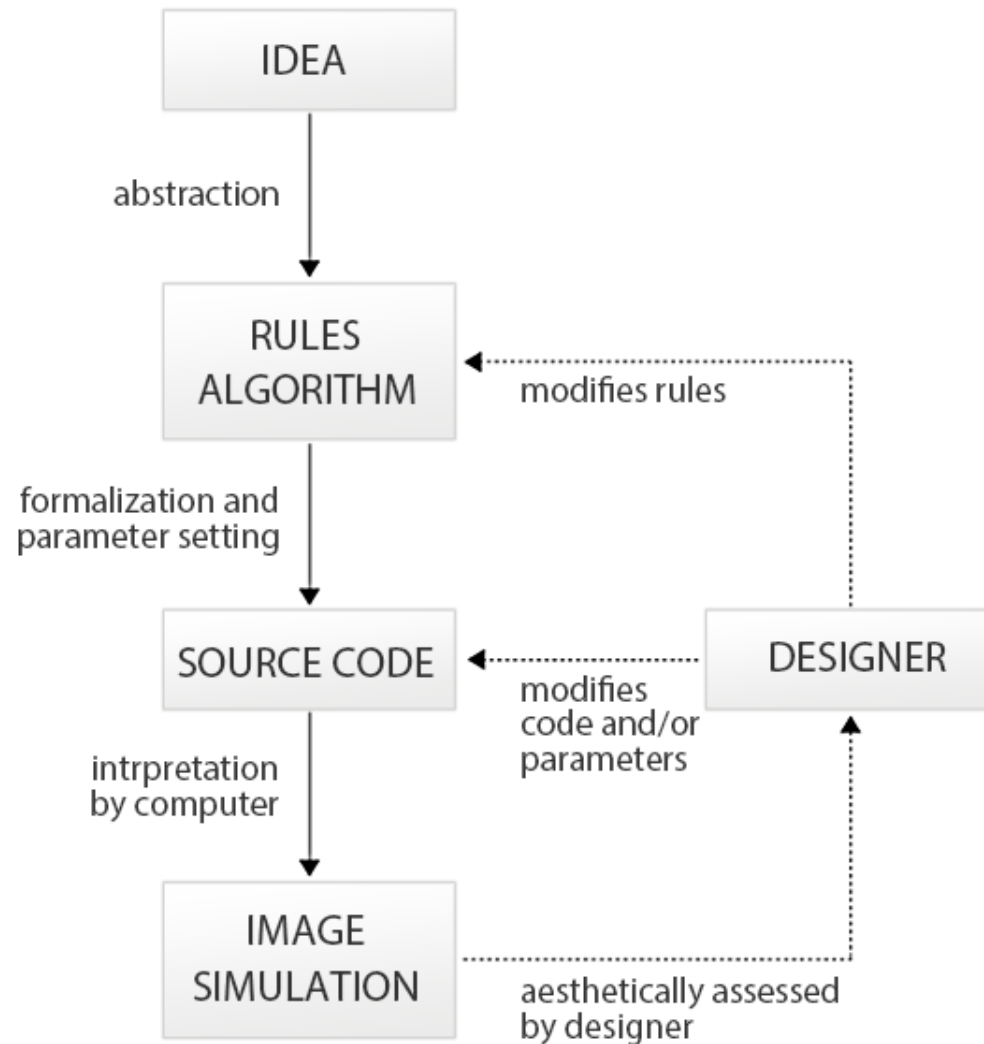 IDEA
abstraction
RULES
ALGORITHM
modifies rules
formalization and
parameter setting
SOURCE CODE
DESIGNER
modifies
code and/or
parameters
intrpretation
by computer
IMAGE
SIMULATION
aesthetically assessed
by designer